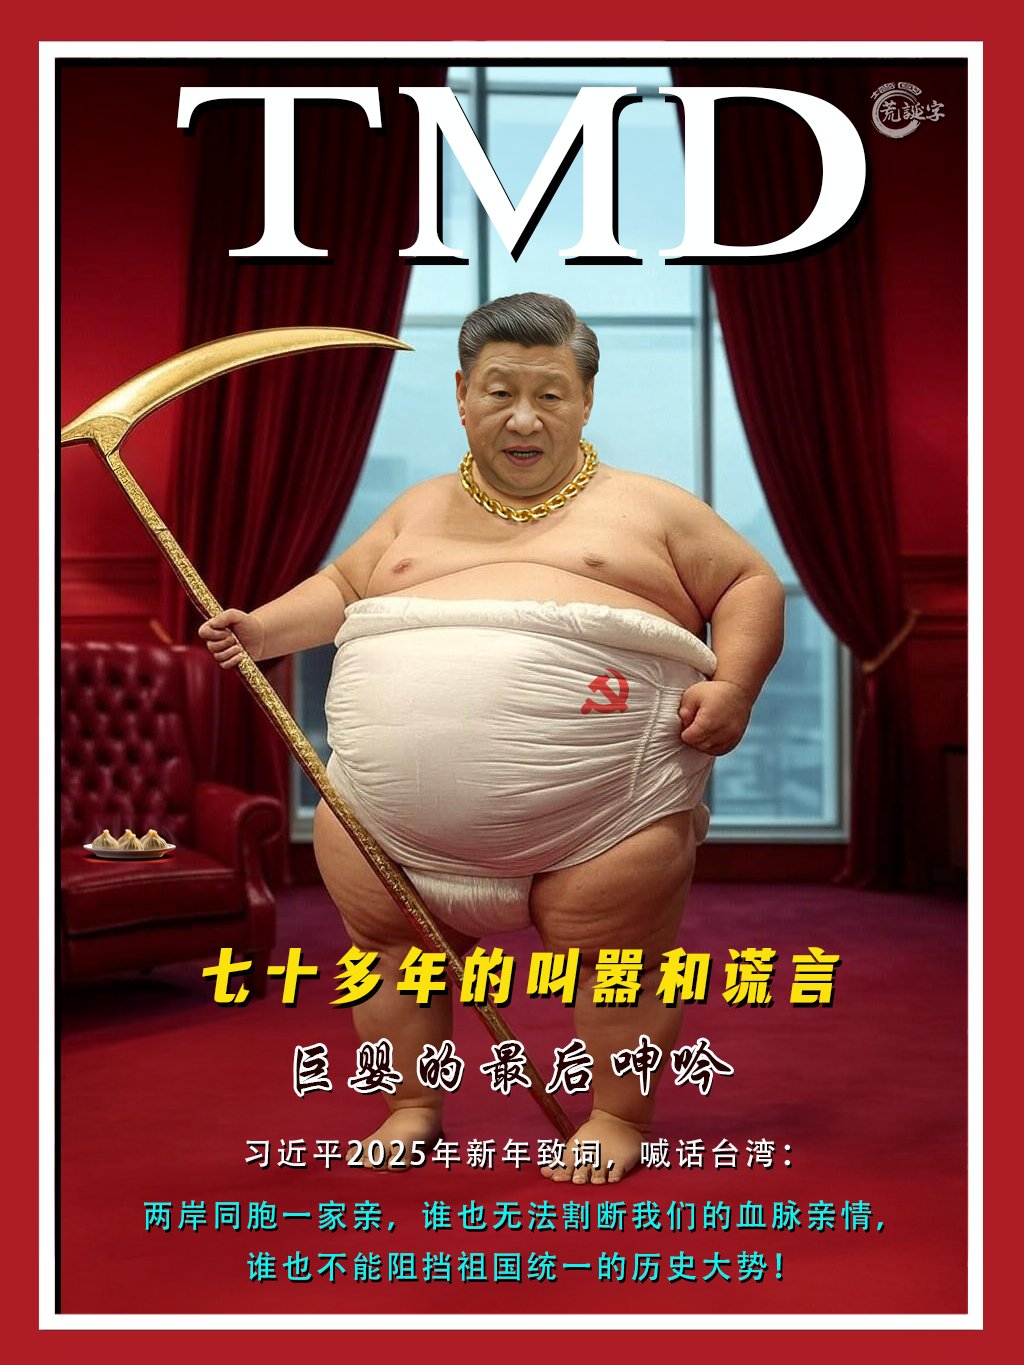 TMD
荒誕字
七十多年的叫嚣和谎言
巨婴的最后呻吟
习近平2025年新年致词，喊话台湾：
两岸同胞一家亲，谁也无法割断我们的血脉亲情，
谁也不能阻挡祖国统一的历史大势！